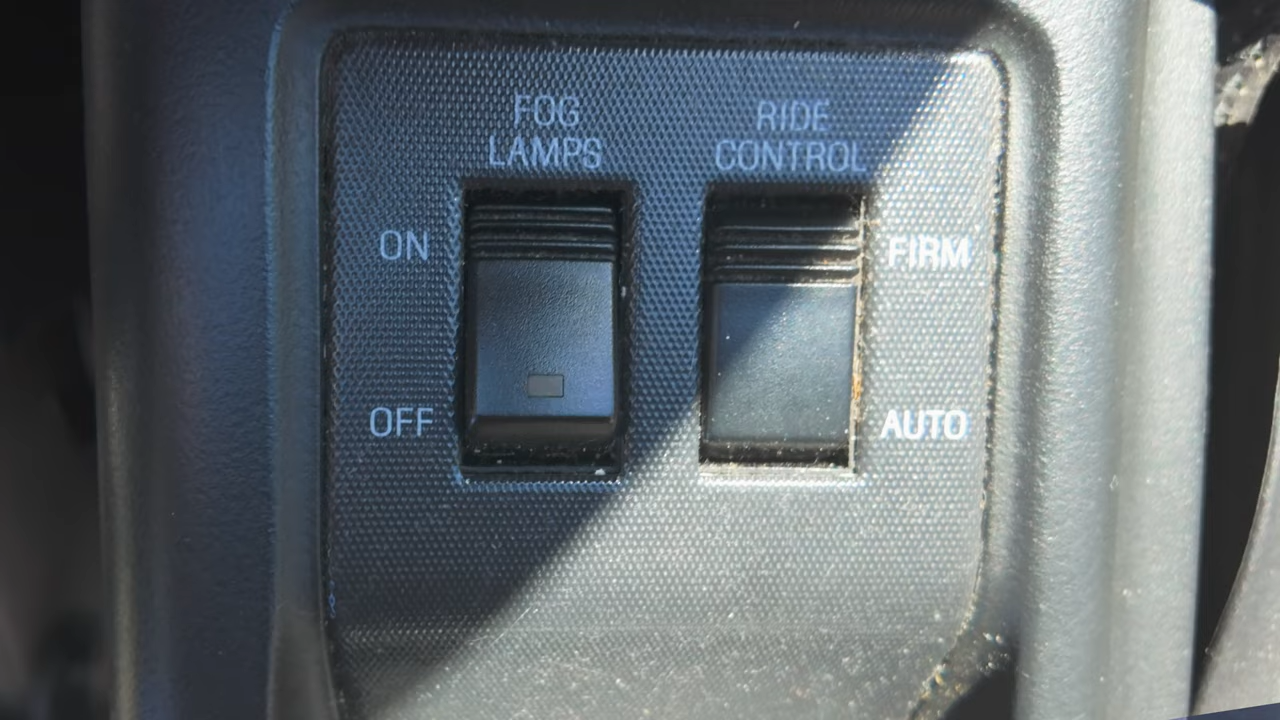 FOG
LAMPS
RIDE
CONTROL
ON
FIRM
OFF
AUTO